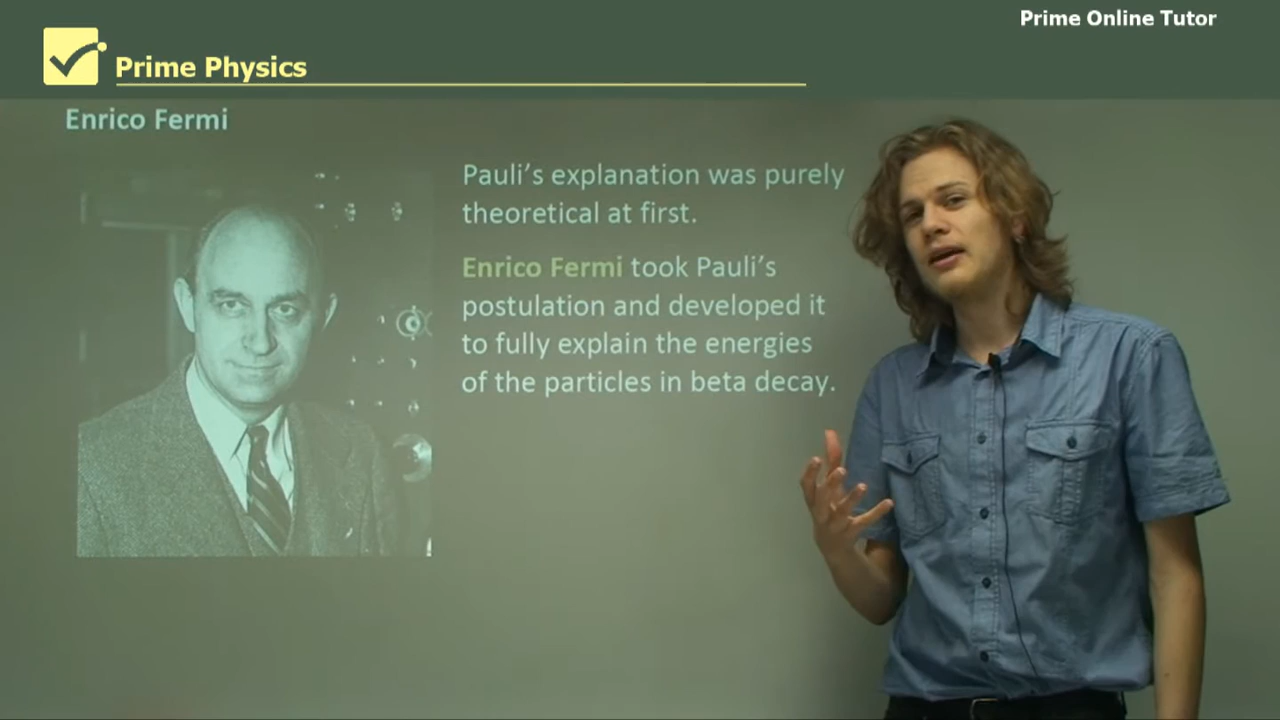 Prime Online Tutor
Prime Physics
Enrico Fermi
Pauli’s explanation was purely
theoretical at first.
Enrico Fermi took Pauli’s
postulation and developed it
to fully explain the energies
of the particles in beta decay.